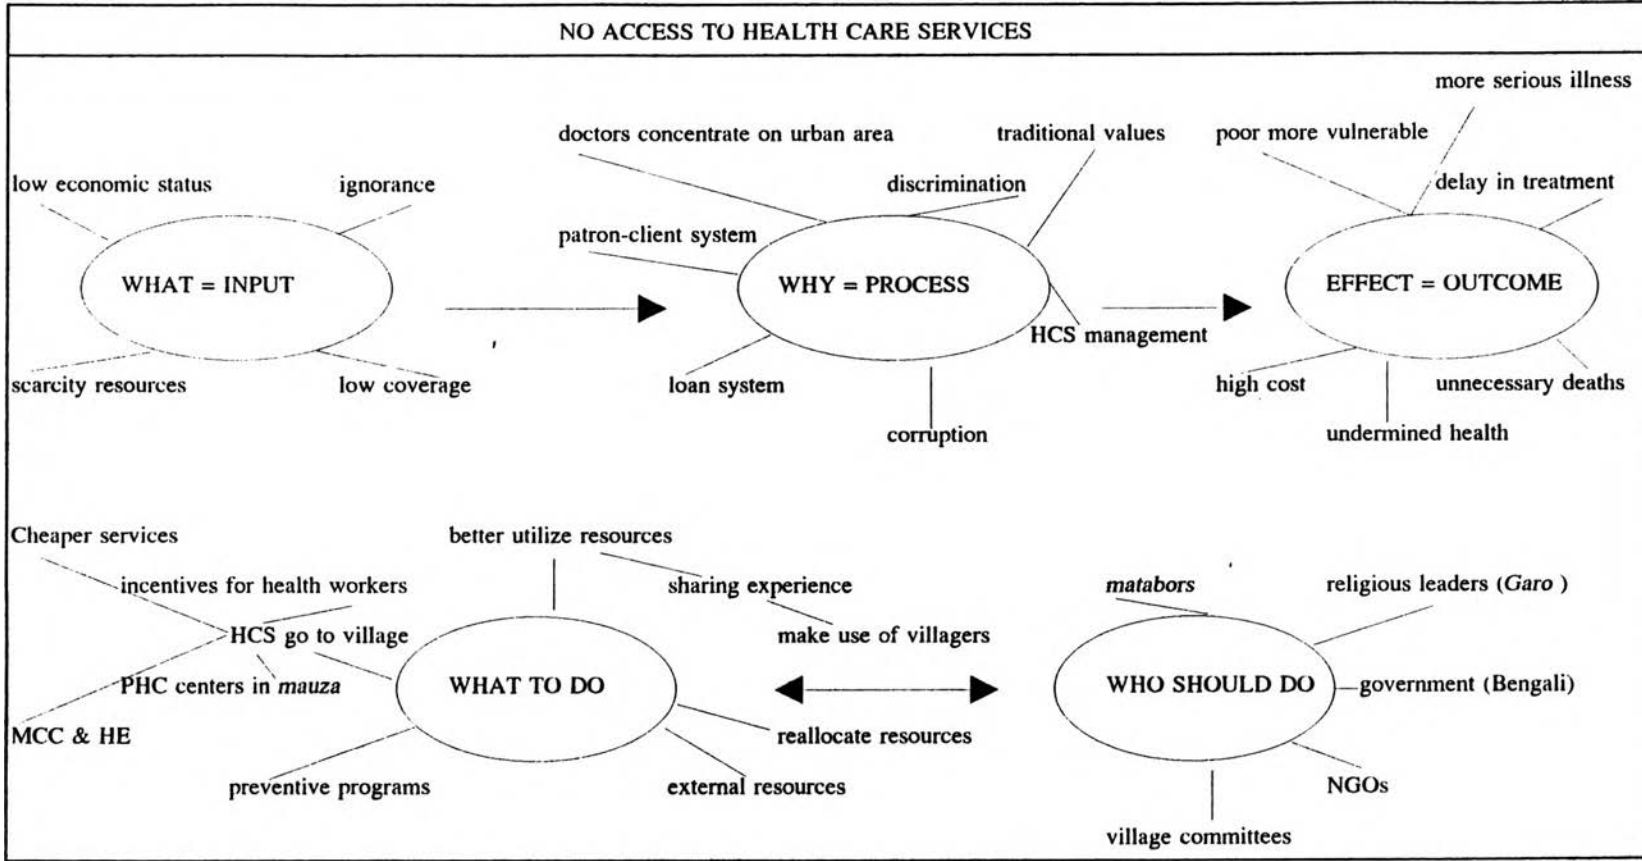 NO ACCESS TO HEALTH CARE SERVICES
more serious illness
doctors concentrate on urban area
traditional values
poor more vulnerable
low economic status
ignorance
discrimination
delay in treatment
patron-client system
WHAT = INPUT
WHY = PROCESS
EFFECT = OUTCOME
HCS management
scarcity resources
low coverage
loan system
high cost
unnecessary deaths
corruption
undermined health
Cheaper services
better utilize resources
incentives for health workers
sharing experience
matabors
religious leaders (Garo )
HCS go to village
make use of villagers
PHC centers in mauza
WHAT TO DO
WHO SHOULD DO
government (Bengali)
MCC & HE
reallocate resources
preventive programs
external resources
NGOs
village committees